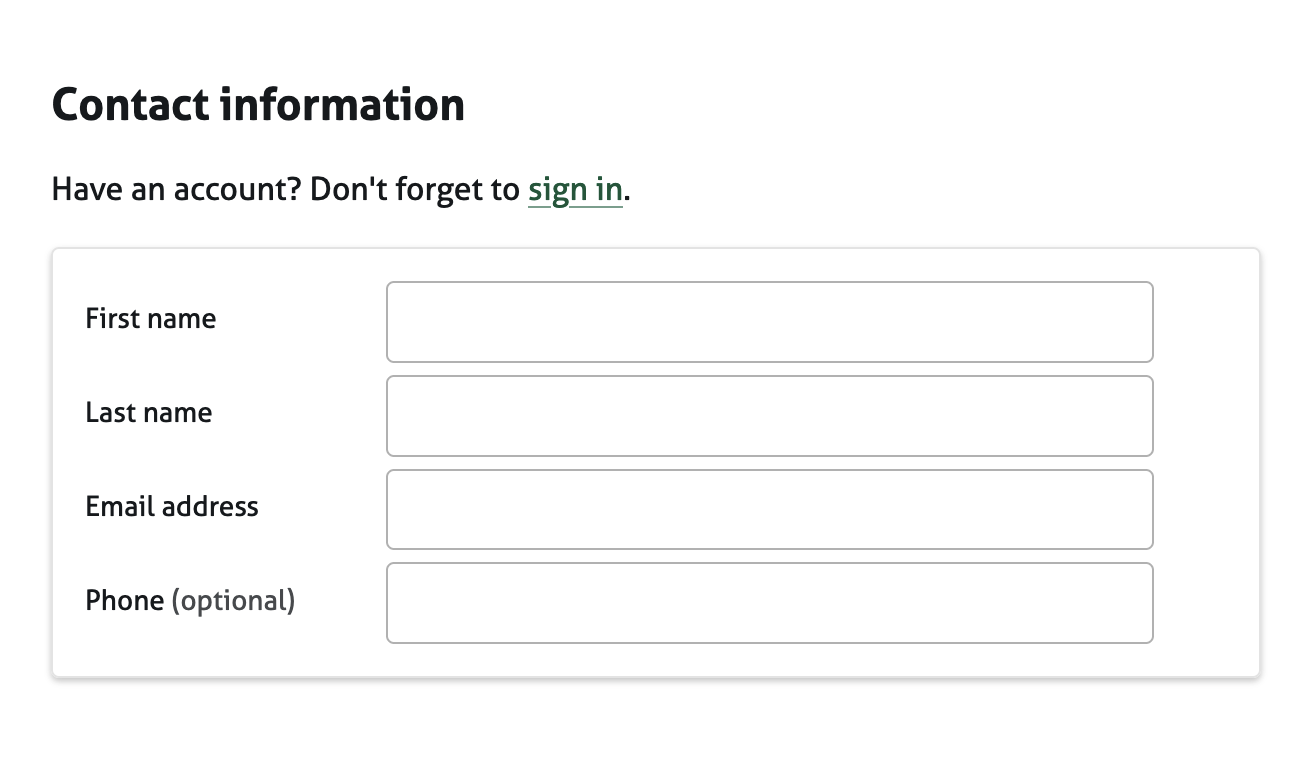 Contact information
Have an account? Don't forget to sign in.
First name
Last name
Email address
Phone (optional)